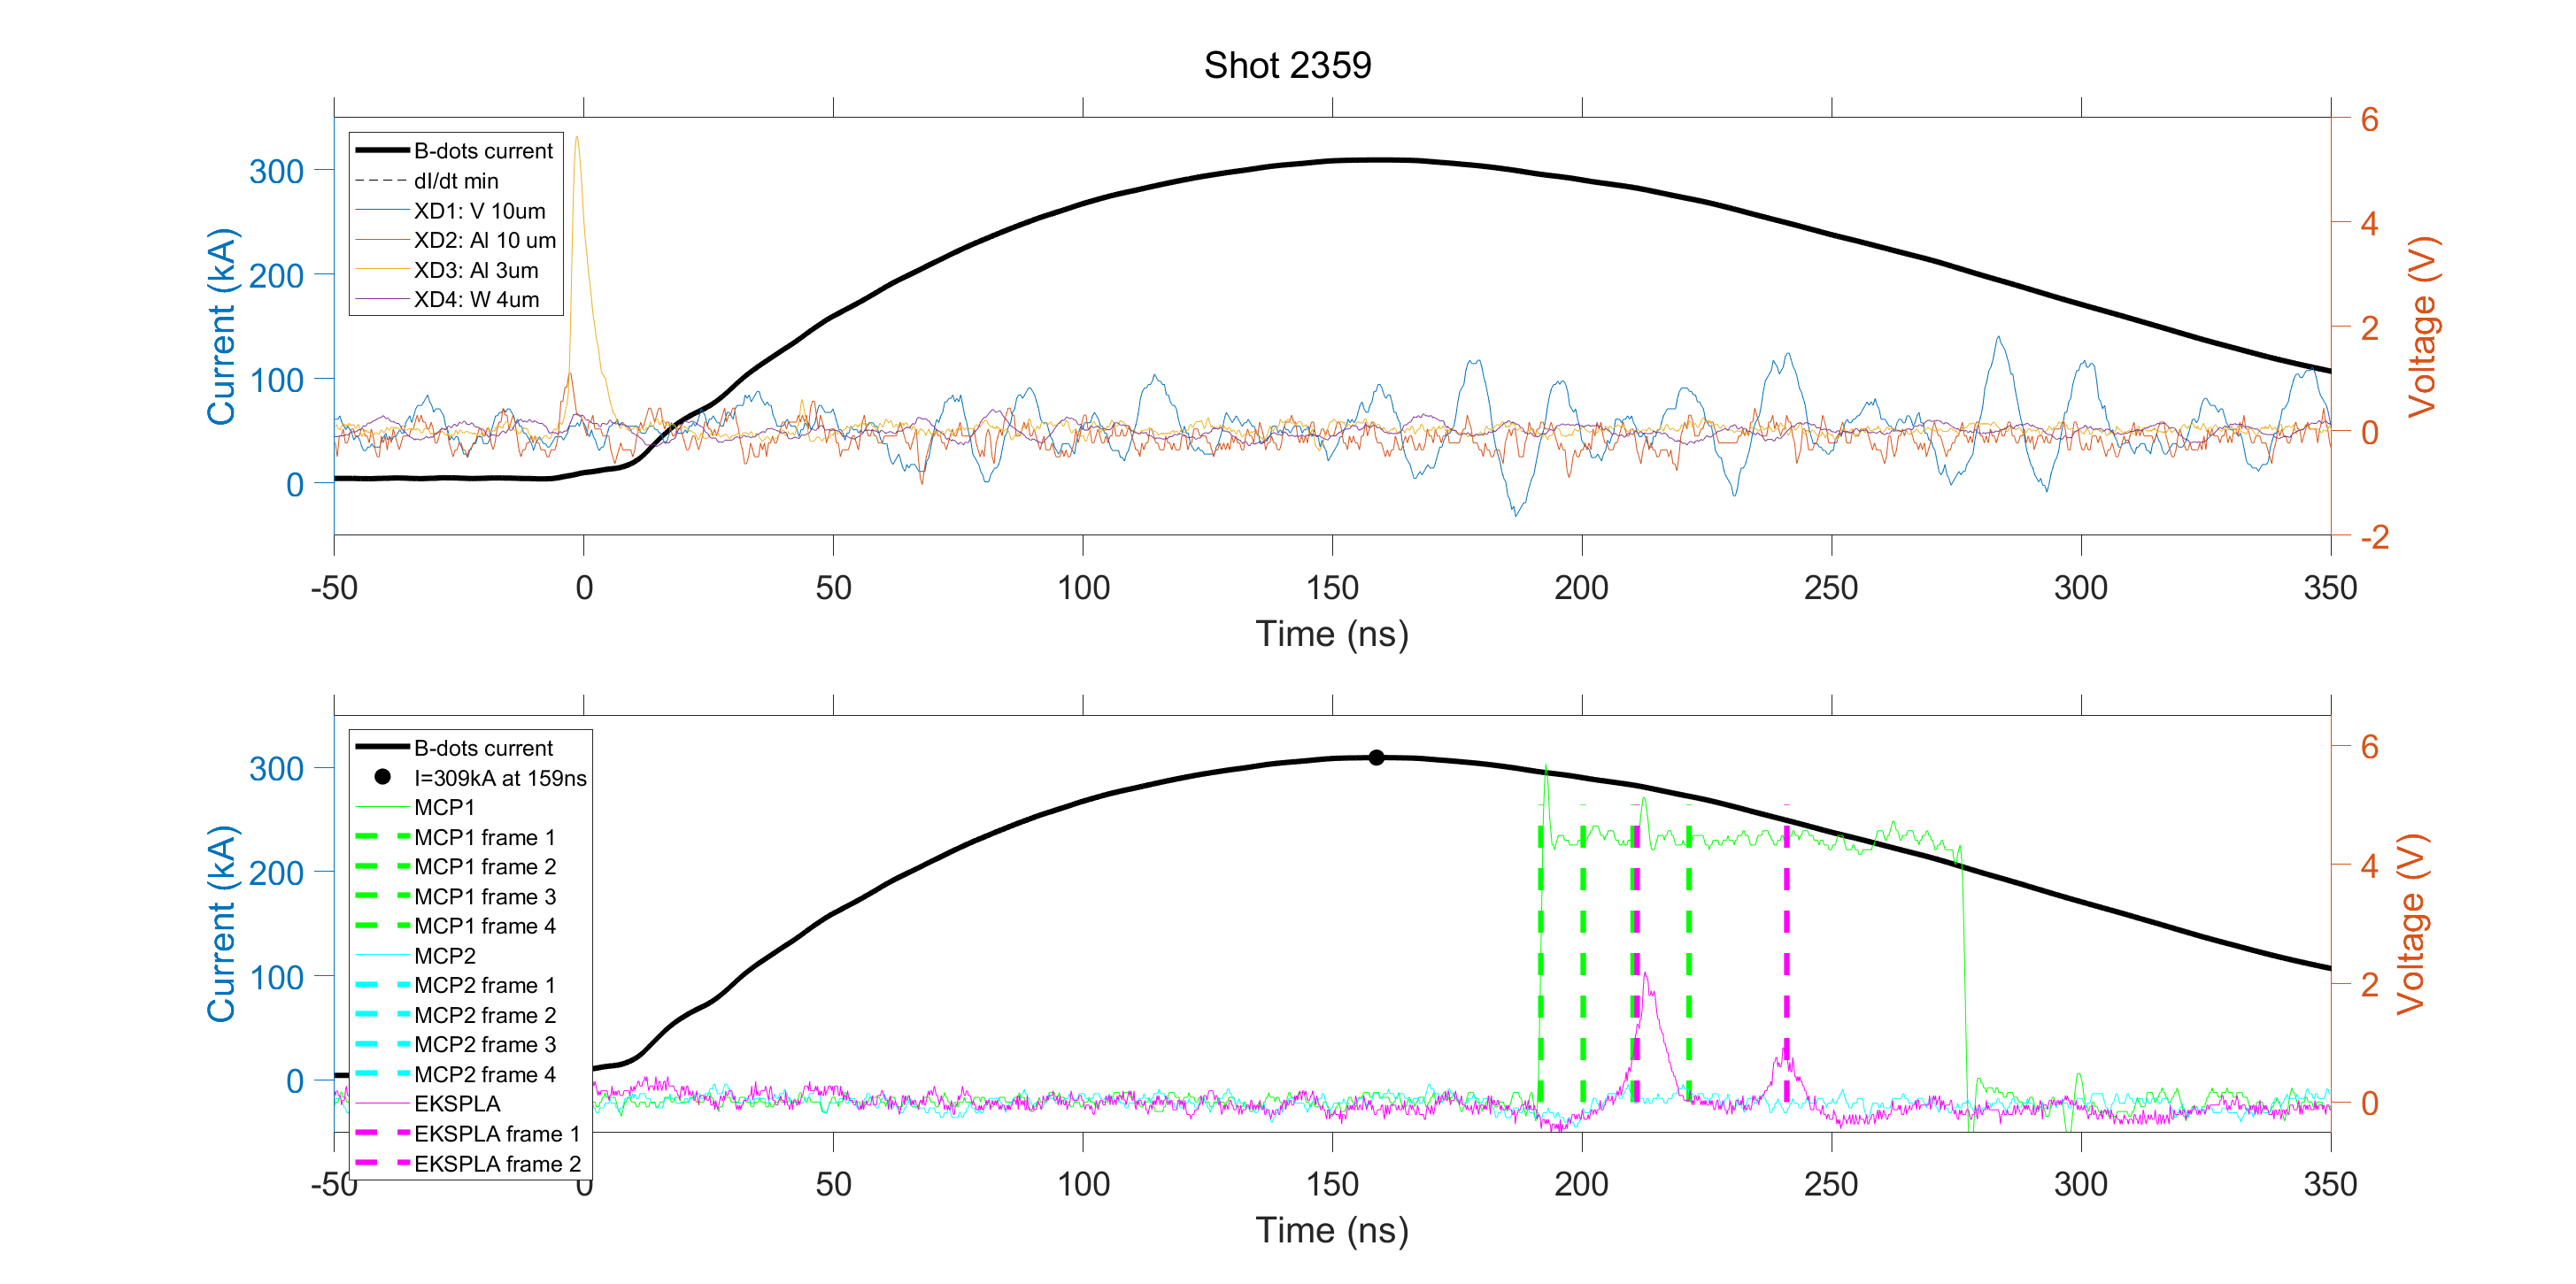 Shot 2359
B-dots current
dI/dt min
XD1: V 10um
XD2: Al 10 um
XD3: Al 3um
XD4: W 4um
Current (kA)
300
200
100
0
Voltage (V)
6
4
2
0
-2
-50 0 50 100 150 200 250 300 350
Time (ns)
B-dots current
I=309kA at 159ns
MCP1
MCP1 frame 1
MCP1 frame 2
MCP1 frame 3
MCP1 frame 4
MCP2
MCP2 frame 1
MCP2 frame 2
MCP2 frame 3
MCP2 frame 4
EKSPLA
EKSPLA frame 1
EKSPLA frame 2
Current (kA)
300
200
100
0
Voltage (V)
6
4
2
0
-50 0 50 100 150 200 250 300 350
Time (ns)